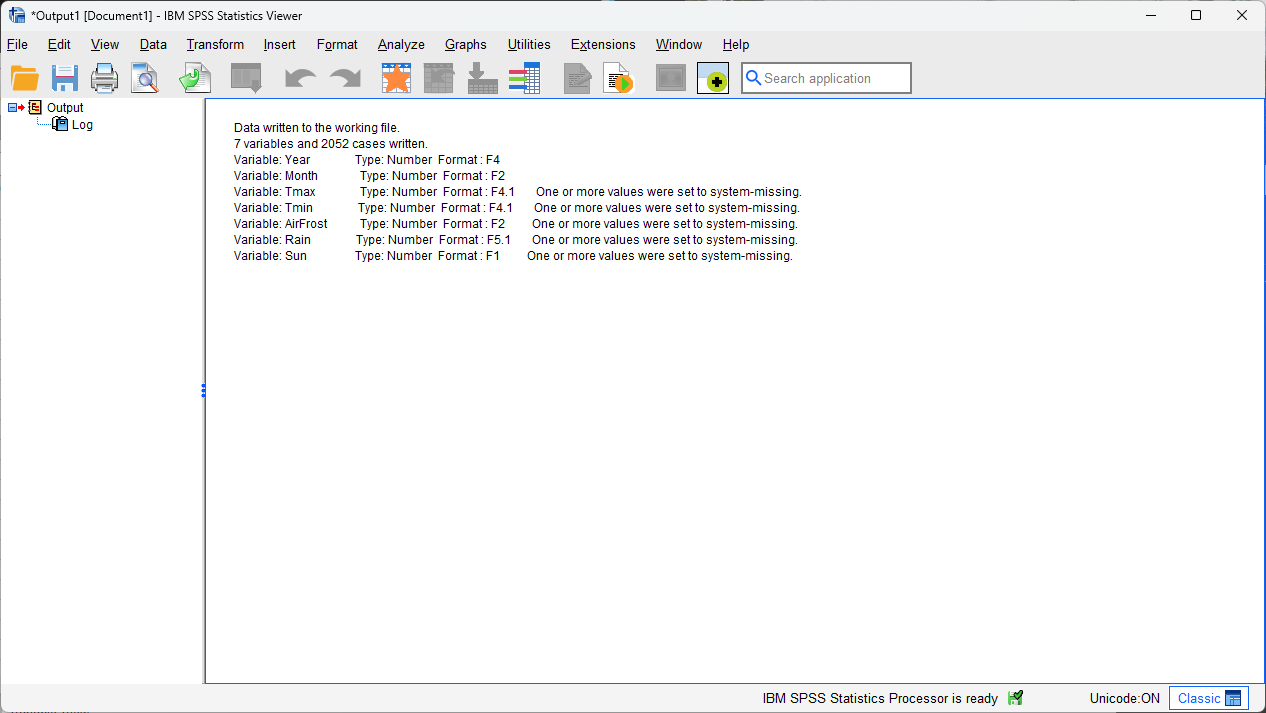 *Output1 [Document1] - IBM SPSS Statistics Viewer
File Edit View Data Transform Insert Format Analyze Graphs Utilities Extensions Window Help
Search application
Output
Log
Data written to the working file.
7 variables and 2052 cases written.
Variable: Year Type: Number Format : F4
Variable: Month Type: Number Format : F2
Variable: Tmax Type: Number Format : F4.1 One or more values were set to system-missing.
Variable: Tmin Type: Number Format : F4.1 One or more values were set to system-missing.
Variable: AirFrost Type: Number Format : F2 One or more values were set to system-missing.
Variable: Rain Type: Number Format : F5.1 One or more values were set to system-missing.
Variable: Sun Type: Number Format : F1 One or more values were set to system-missing.
IBM SPSS Statistics Processor is ready Unicode:ON Classic